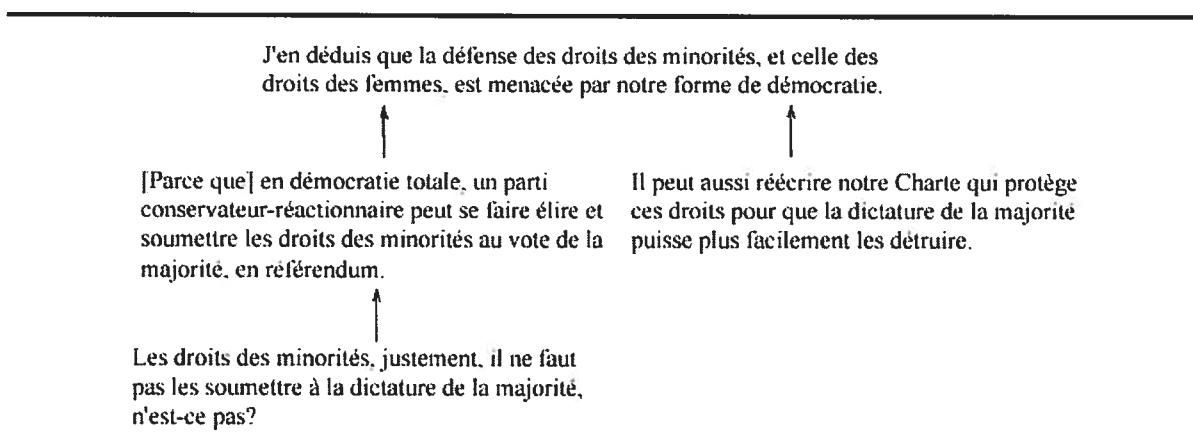 J'en déduis que la défense des droits des minorités, et celle des
droits des femmes, est menacée par notre forme de démocratie.
[Parce que] en démocratie totale, un parti
conservateur-réactionnaire peut se faire élire et
soumettre les droits des minorités au vote de la
majorité, en référendum.
Il peut aussi réécrire notre Charte qui protège
ces droits pour que la dictature de la majorité
puisse plus facilement les détruire.
Les droits des minorités, justement, il ne faut
pas les soumettre à la dictature de la majorité,
n'est-ce pas?